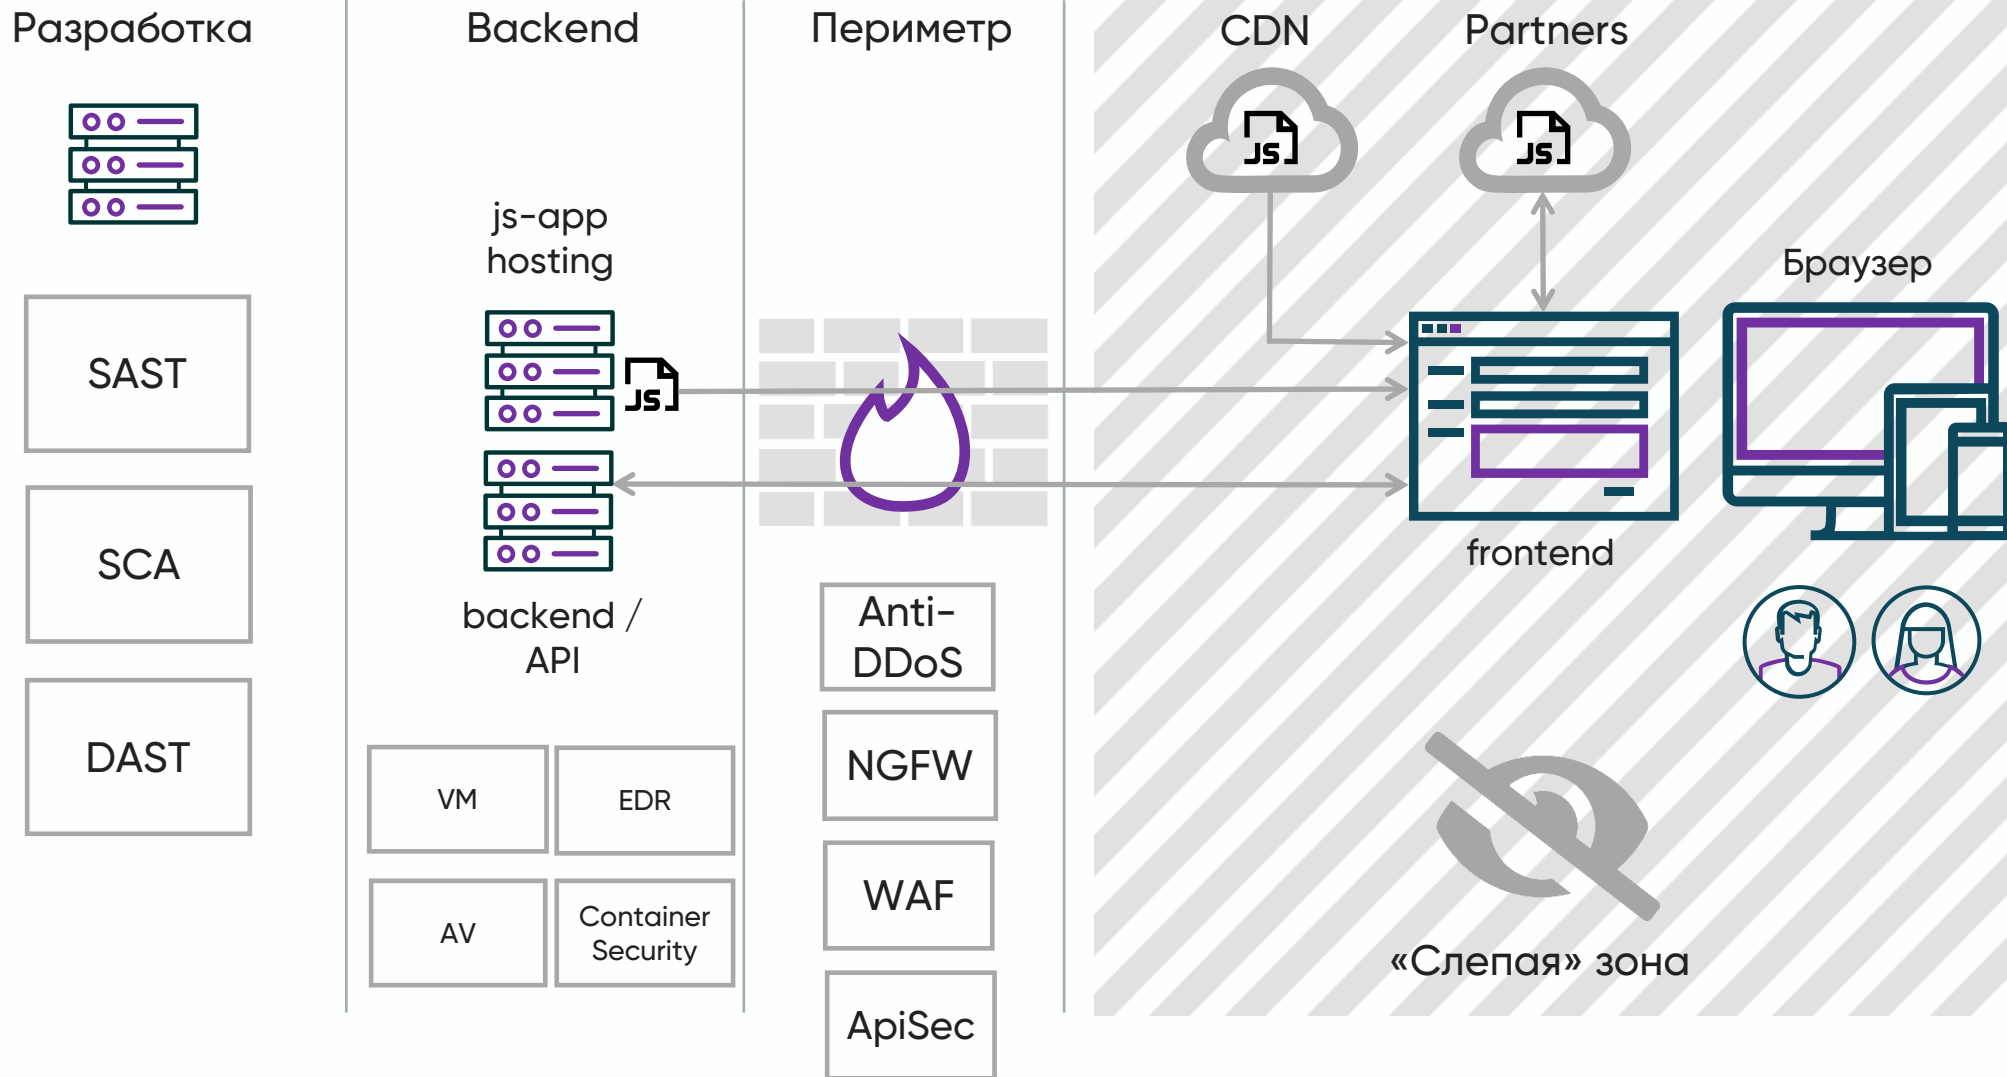 Разработка
SAST
SCA
DAST
Backend
js-app
hosting
JS
backend /
API
VM
EDR
AV
Container
Security
Периметр
Anti-
DDoS
NGFW
WAF
ApiSec
CDN
JS
Partners
JS
Браузер
frontend
«Слепая» зона